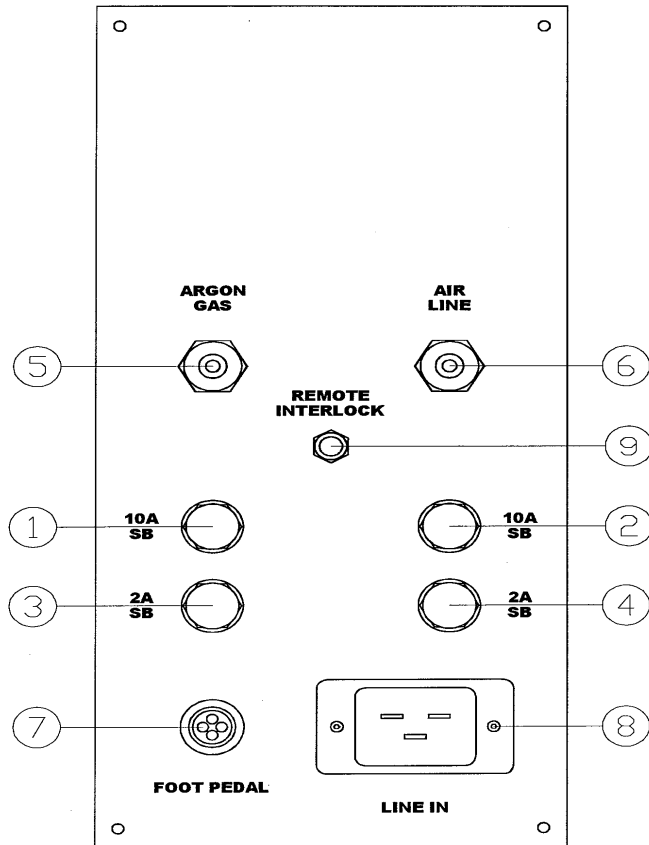 ARGON
GAS
AIR
LINE
5
6
REMOTE
INTERLOCK
9
1
10A
SB
10A
SB
2
3
2A
SB
2A
SB
4
7
8
FOOT PEDAL
LINE IN